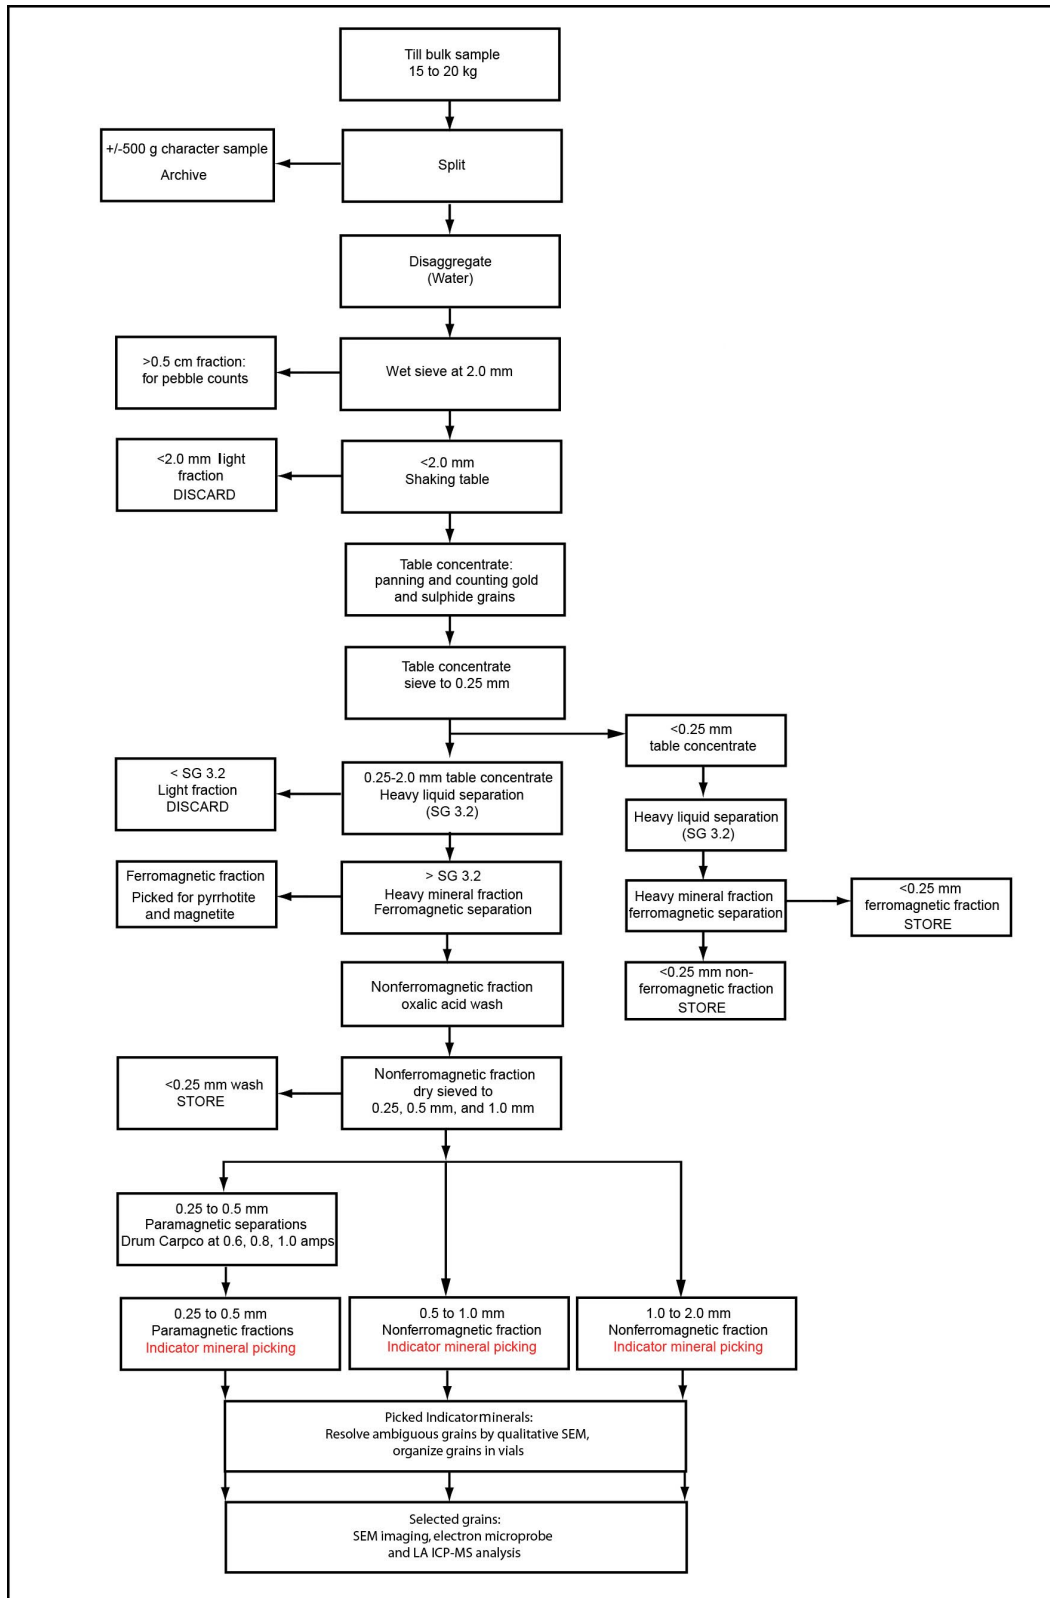 Till bulk sample
15 to 20 kg
+/-500 g character sample
Archive
Split
Disaggregate
(Water)
>0.5 cm fraction:
for pebble counts
Wet sieve at 2.0 mm
<2.0 mm light
fraction
DISCARD
<2.0 mm
Shaking table
Table concentrate:
panning and counting gold
and sulphide grains
Table concentrate
sieve to 0.25 mm
<0.25 mm
table concentrate
< SG 3.2
Light fraction
DISCARD
0.25-2.0 mm table concentrate
Heavy liquid separation
(SG 3.2)
Heavy liquid separation
(SG 3.2)
Ferromagnetic fraction
Picked for pyrrhotite
and magnetite
> SG 3.2
Heavy mineral fraction
Ferromagnetic separation
Heavy mineral fraction
ferromagnetic separation
<0.25 mm
ferromagnetic fraction
STORE
Nonferromagnetic fraction
oxalic acid wash
<0.25 mm non-
ferromagnetic fraction
STORE
<0.25 mm wash
STORE
Nonferromagnetic fraction
dry sieved to
0.25, 0.5 mm, and 1.0 mm
0.25 to 0.5 mm
Paramagnetic separations
Drum Carpco at 0.6, 0.8, 1.0 amps
0.25 to 0.5 mm
Paramagnetic fractions
Indicator mineral picking
0.5 to 1.0 mm
Nonferromagnetic fraction
Indicator mineral picking
1.0 to 2.0 mm
Nonferromagnetic fraction
Indicator mineral picking
Picked Indicator minerals:
Resolve ambiguous grains by qualitative SEM,
organize grains in vials
Selected grains:
SEM imaging, electron microprobe
and LA ICP-MS analysis